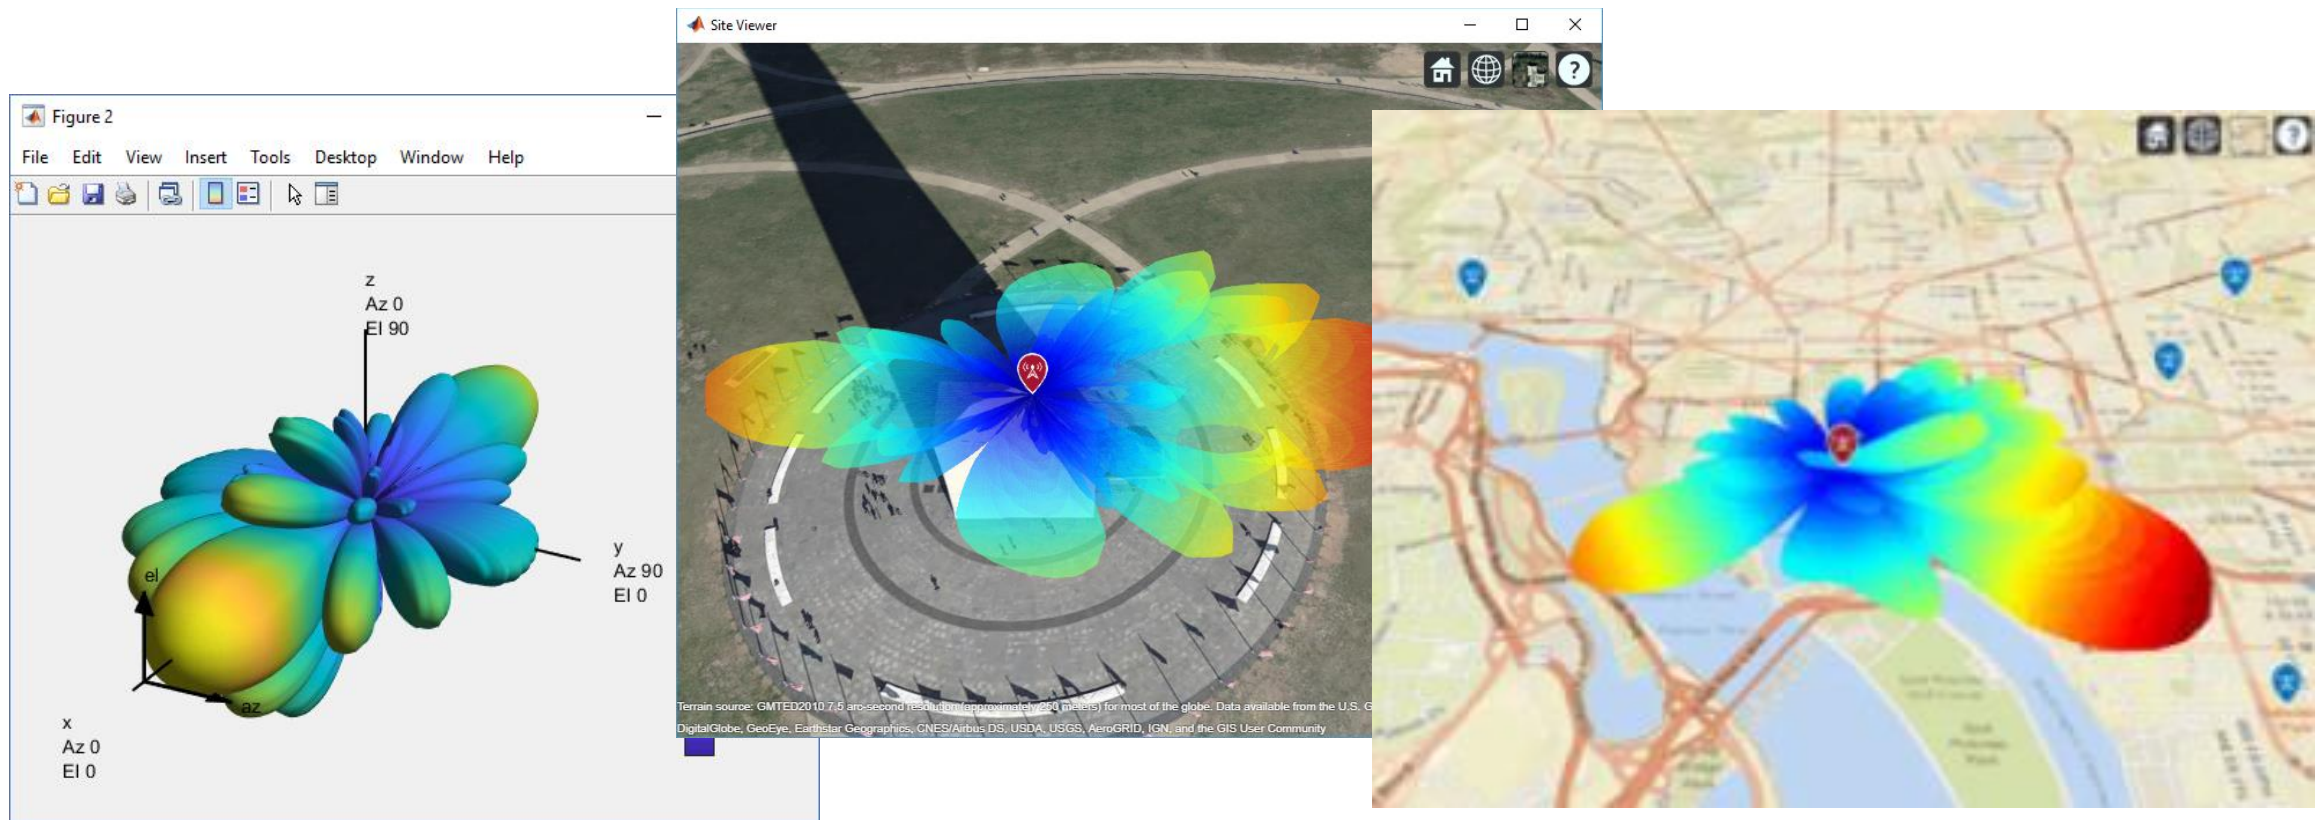 Figure 2
File Edit View Insert Tools Desktop Window Help
z
Az 0
El 90
y
Az 90
El 0
el
az
x
Az 0
El 0
Site Viewer
?
Terrain source: GMTED2010 7.5 arc-second resolution (approximately 250 meters) for most of the globe. Data available from the U.S. G
DigitalGlobe, GeoEye, Earthstar Geographics, CNES/Airbus DS, USDA, USGS, AeroGRID, IGN, and the GIS User Community
?